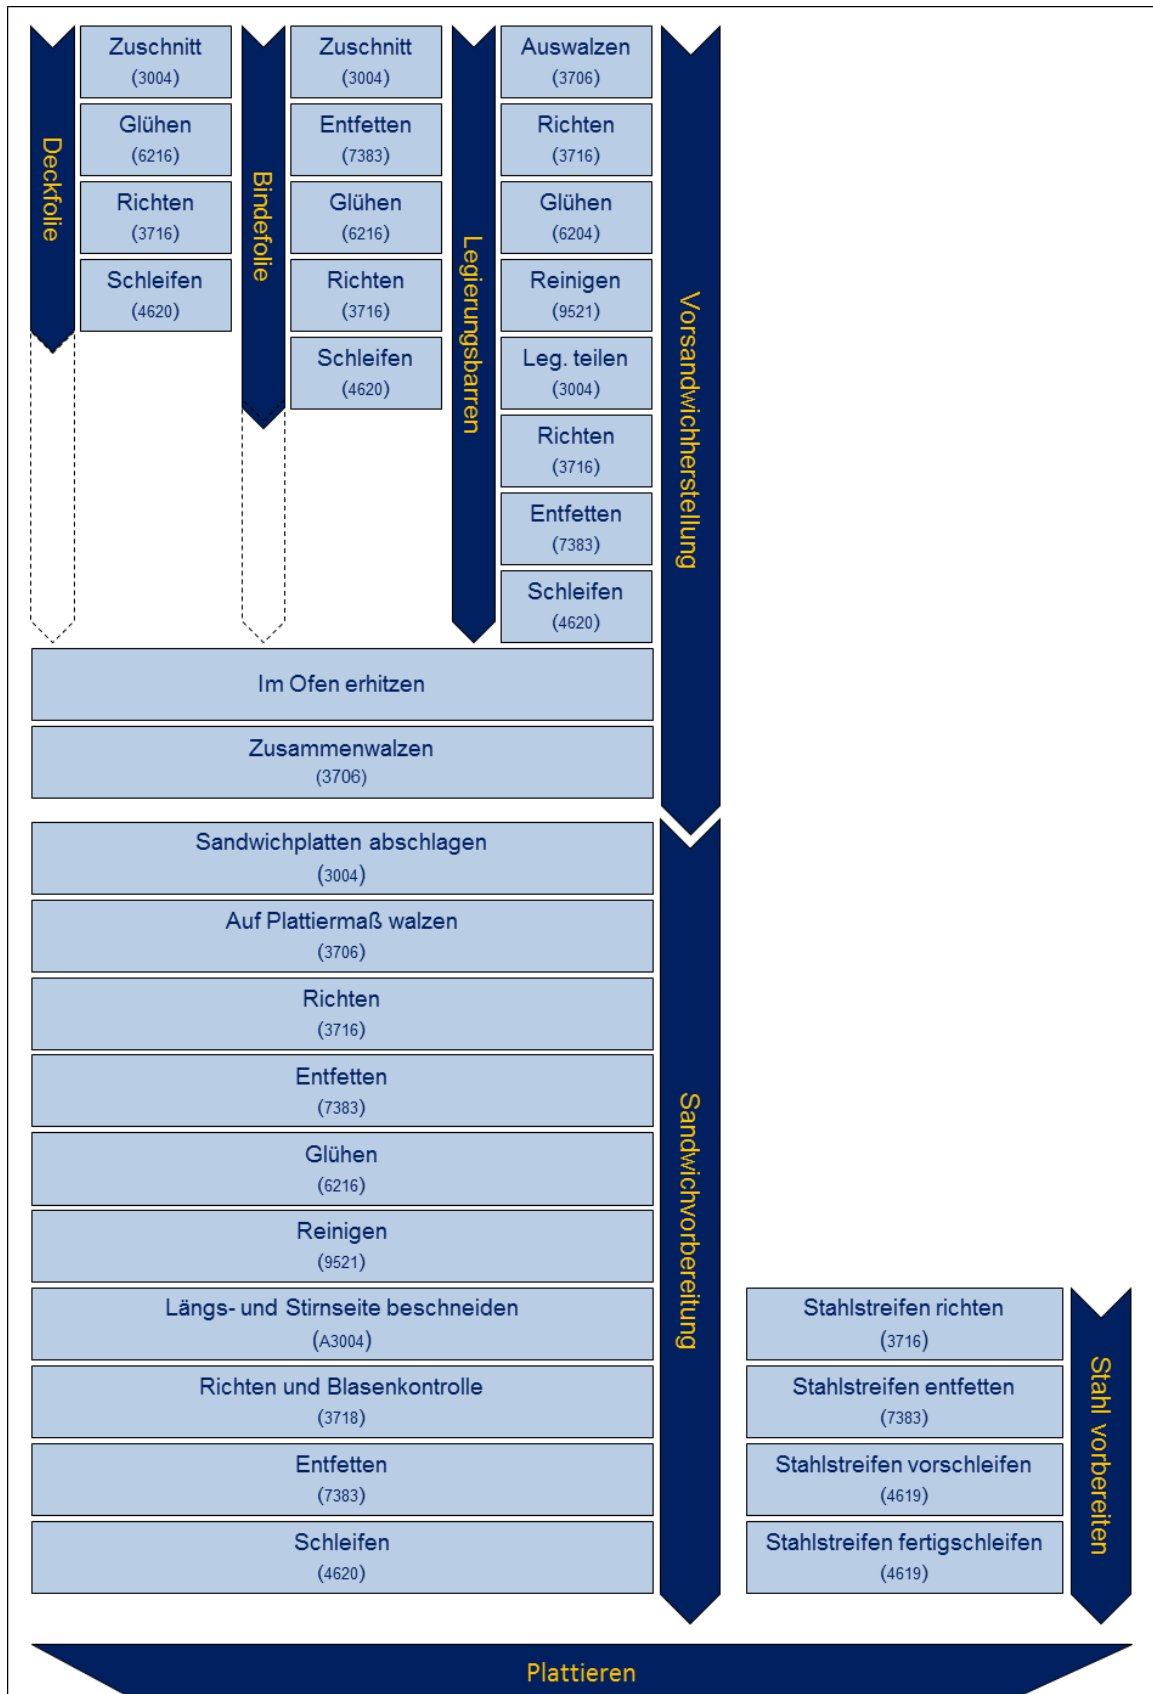 Deckfolie
Zuschnitt
(3004)
Glühen
(6216)
Richten
(3716)
Schleifen
(4620)
Bindefolie
Zuschnitt
(3004)
Entfetten
(7383)
Glühen
(6216)
Richten
(3716)
Schleifen
(4620)
Legierungsbarren
Auswalzen
(3706)
Richten
(3716)
Glühen
(6204)
Reinigen
(9521)
Leg. teilen
(3004)
Richten
(3716)
Entfetten
(7383)
Schleifen
(4620)
Vorsandwichherstellung
Im Ofen erhitzen
Zusammenwalzen
(3706)
Sandwichplatten abschlagen
(3004)
Auf Plattiermaß walzen
(3706)
Richten
(3716)
Entfetten
(7383)
Glühen
(6216)
Reinigen
(9521)
Längs- und Stirnseite beschneiden
(A3004)
Richten und Blasenkontrolle
(3718)
Entfetten
(7383)
Schleifen
(4620)
Sandwichvorbereitung
Stahlstreifen richten
(3716)
Stahlstreifen entfetten
(7383)
Stahlstreifen vorschleifen
(4619)
Stahlstreifen fertigschleifen
(4619)
Stahl vorbereiten
Plattieren